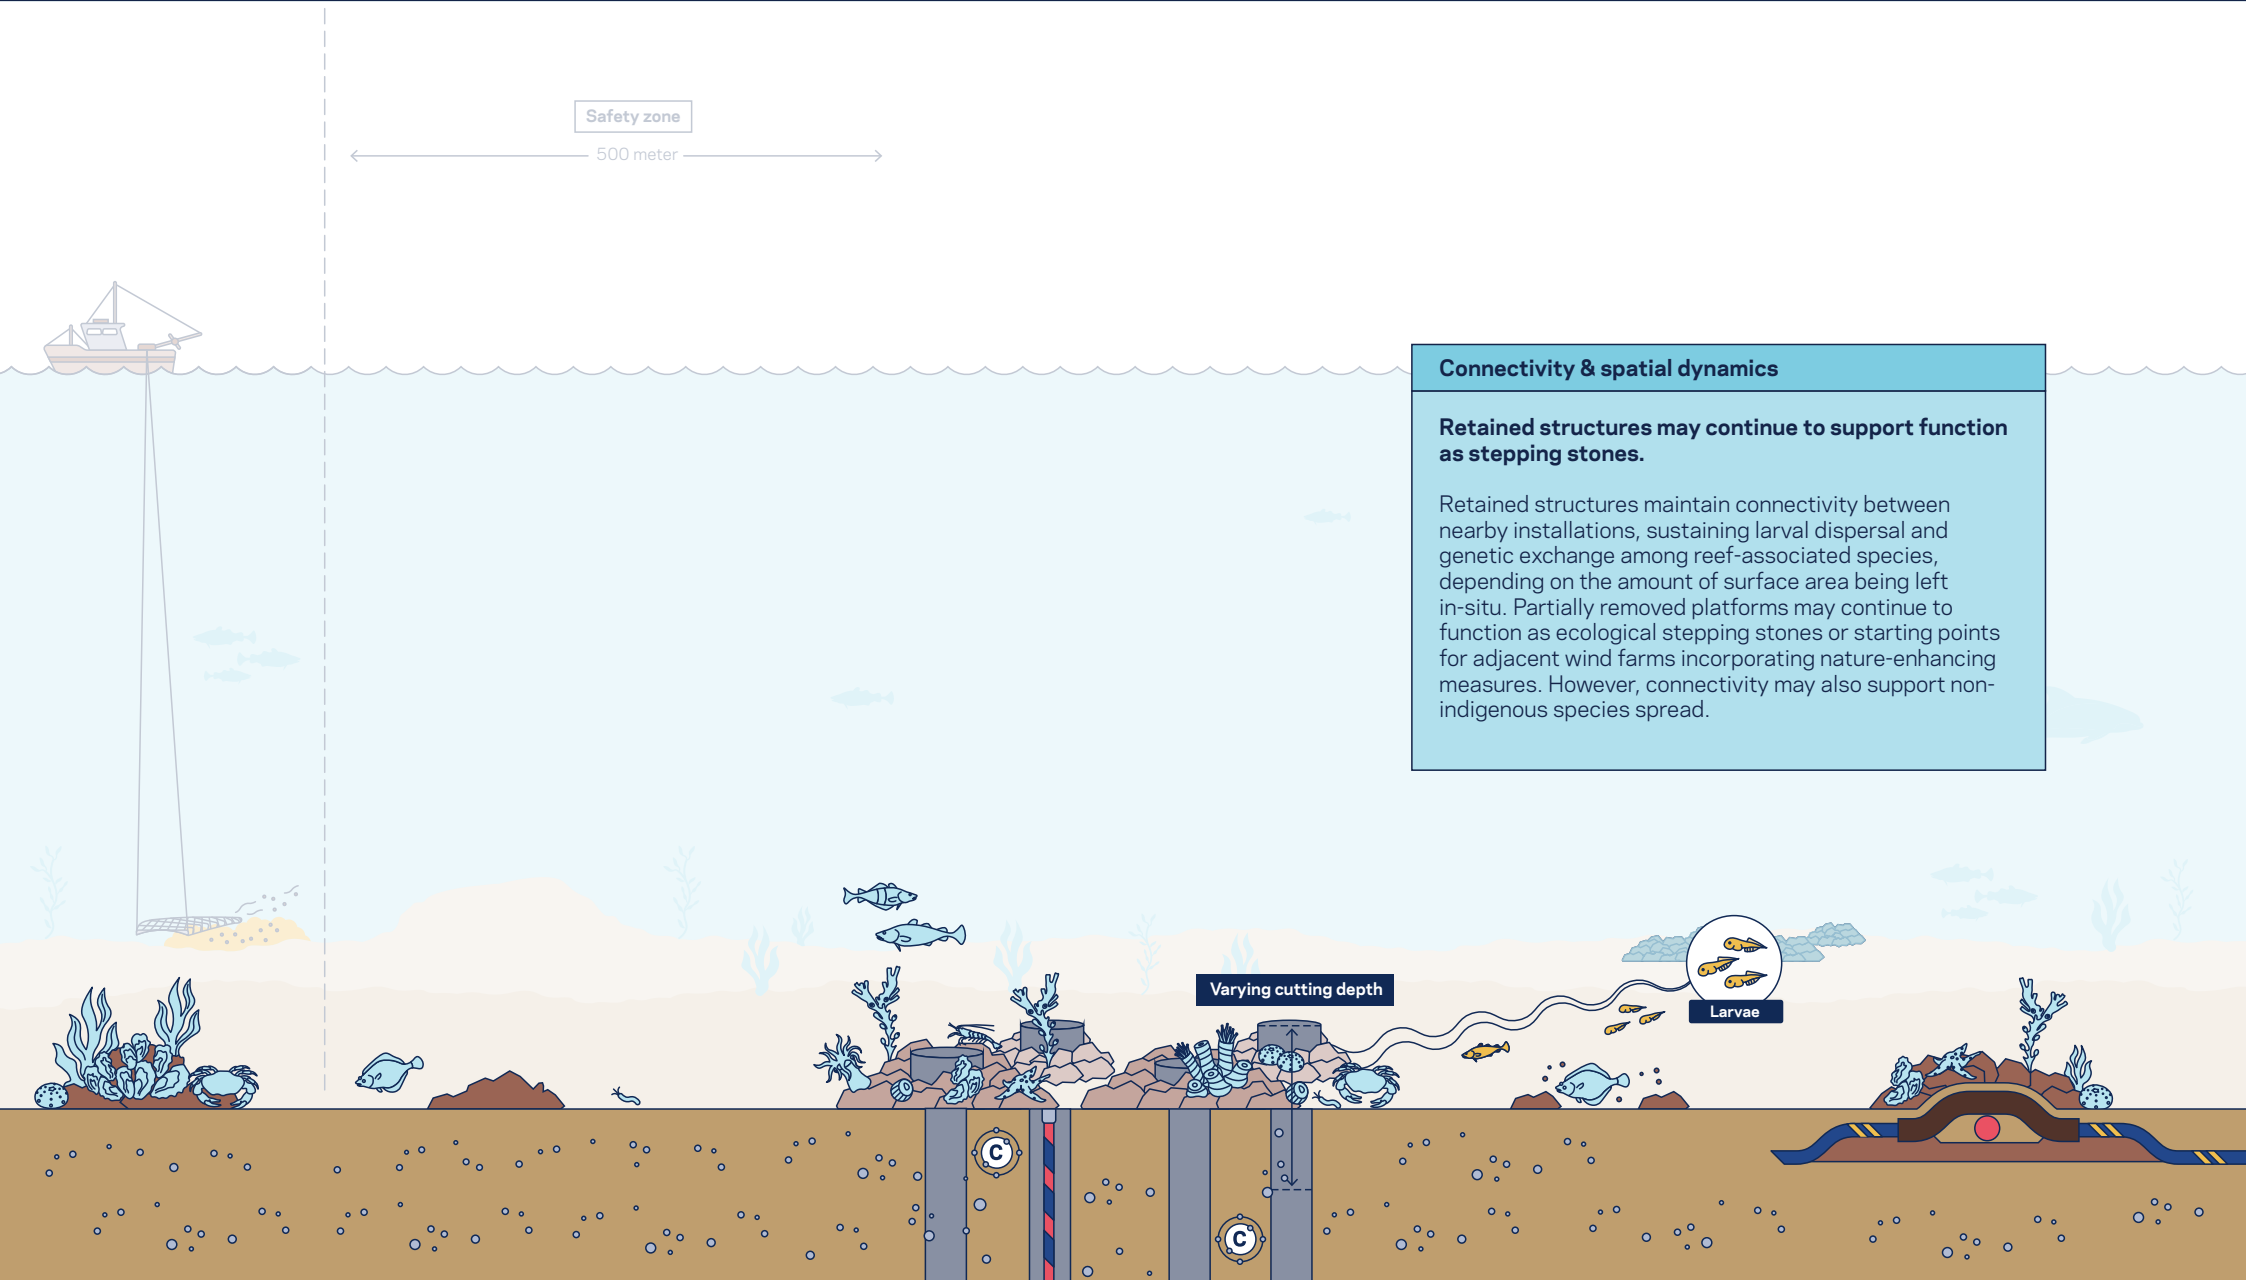 Safety zone
500 meter
Connectivity & spatial dynamics
Retained structures may continue to support function
as stepping stones.
Retained structures maintain connectivity between
nearby installations, sustaining larval dispersal and
genetic exchange among reef-associated species,
depending on the amount of surface area being left
in-situ. Partially removed platforms may continue to
function as ecological stepping stones or starting points
for adjacent wind farms incorporating nature-enhancing
measures. However, connectivity may also support non-
indigenous species spread.
Varying cutting depth
Larvae
C
C